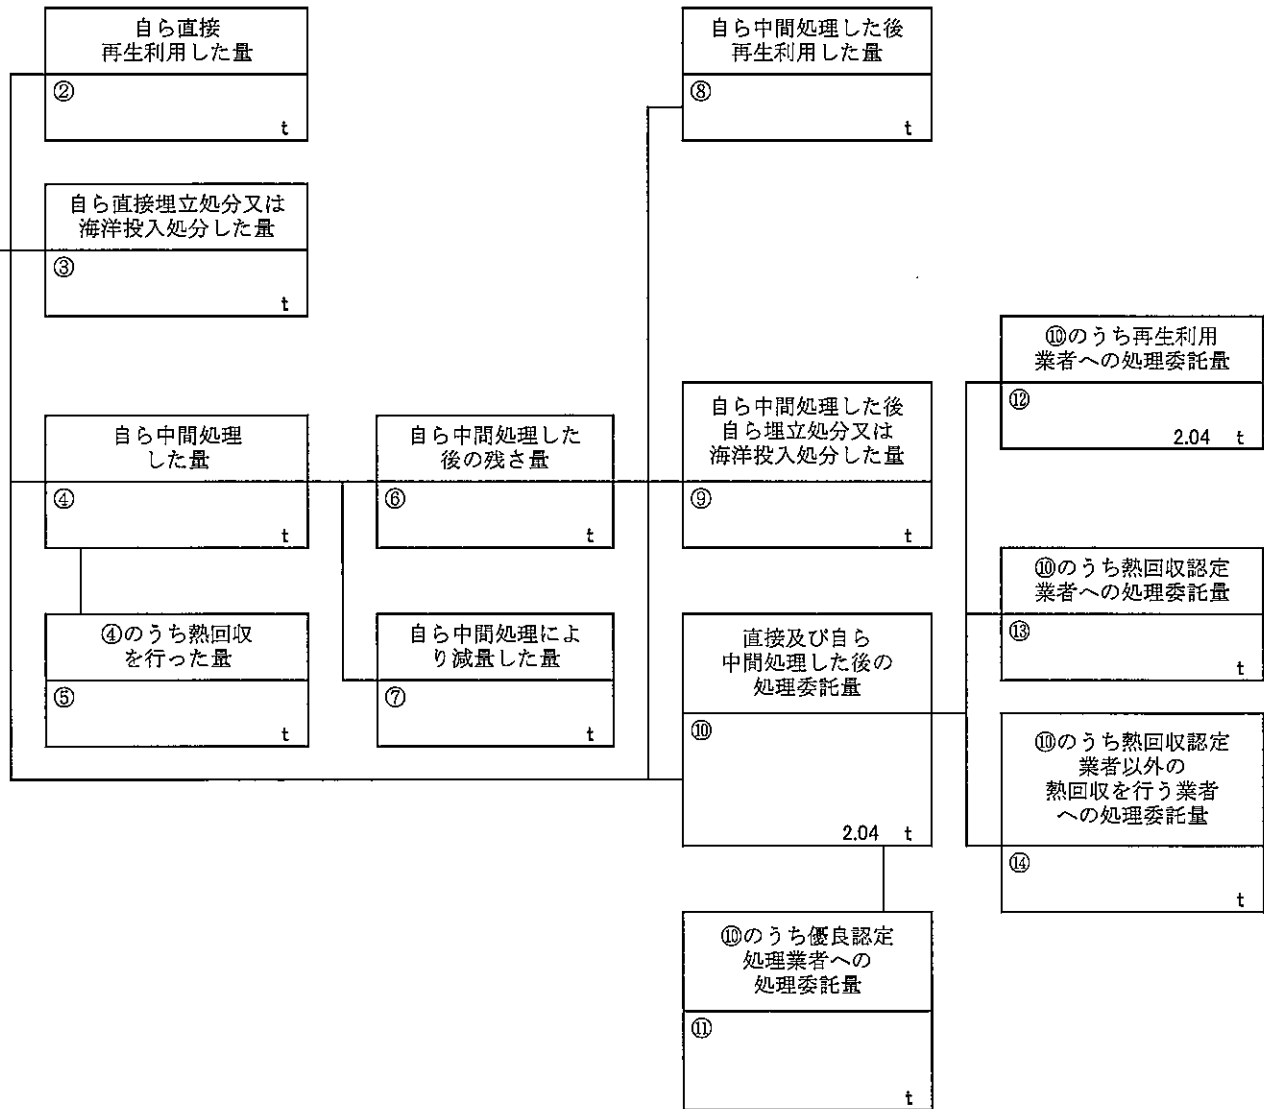 自ら直接
再生利用した量
②
t
自ら中間処理した後
再生利用した量
⑧
t
自ら直接埋立処分又は
海洋投入処分した量
③
t
⑩のうち再生利用
業者への処理委託量
⑫
2.04 t
自ら中間処理
した量
④
t
自ら中間処理した
後の残さ量
⑥
t
自ら中間処理した後
自ら埋立処分又は
海洋投入処分した量
⑨
t
⑩のうち熱回収認定
業者への処理委託量
⑬
t
④のうち熱回収
を行った量
⑤
t
自ら中間処理によ
り減量した量
⑦
t
直接及び自ら
中間処理した後の
処理委託量
⑩
2.04 t
⑩のうち熱回収認定
業者以外の
熱回収を行う業者
への処理委託量
⑭
t
⑩のうち優良認定
処理業者への
処理委託量
⑪
t